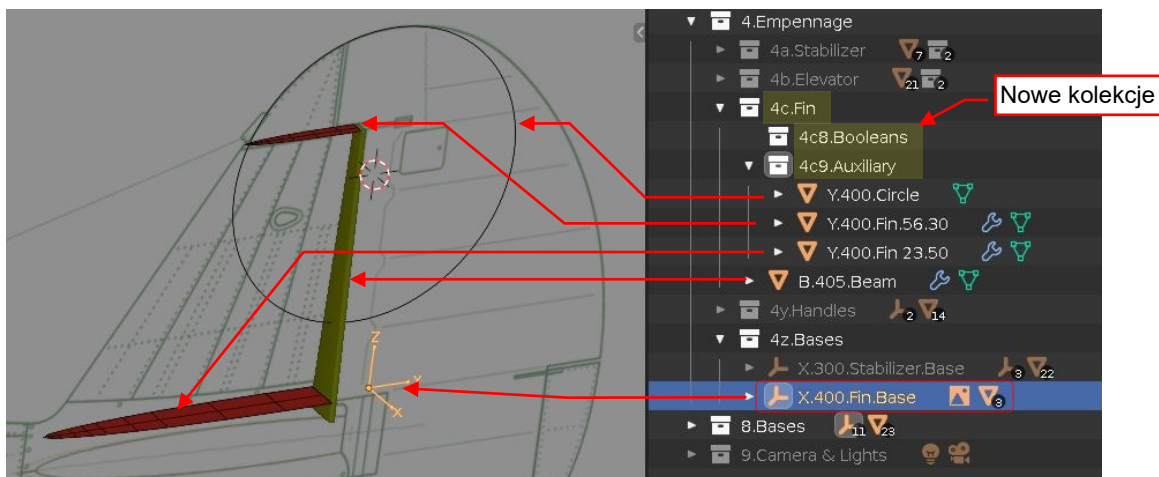 4.Empennage
4a.Stabilizer 7 2
4b.Elevator 21 2
Nowe kolekcje
4c.Fin
4c8.Booleans
4c9.Auxiliary
Y.400.Circle
Y.400.Fin.56.30
Y.400.Fin 23.50
B.405.Beam
4y.Handles 2 14
4z.Bases
X.300.Stabilizer.Base 3 22
X.400.Fin.Base 3
8.Bases 11 23
9.Camera & Lights
Z
Y
X